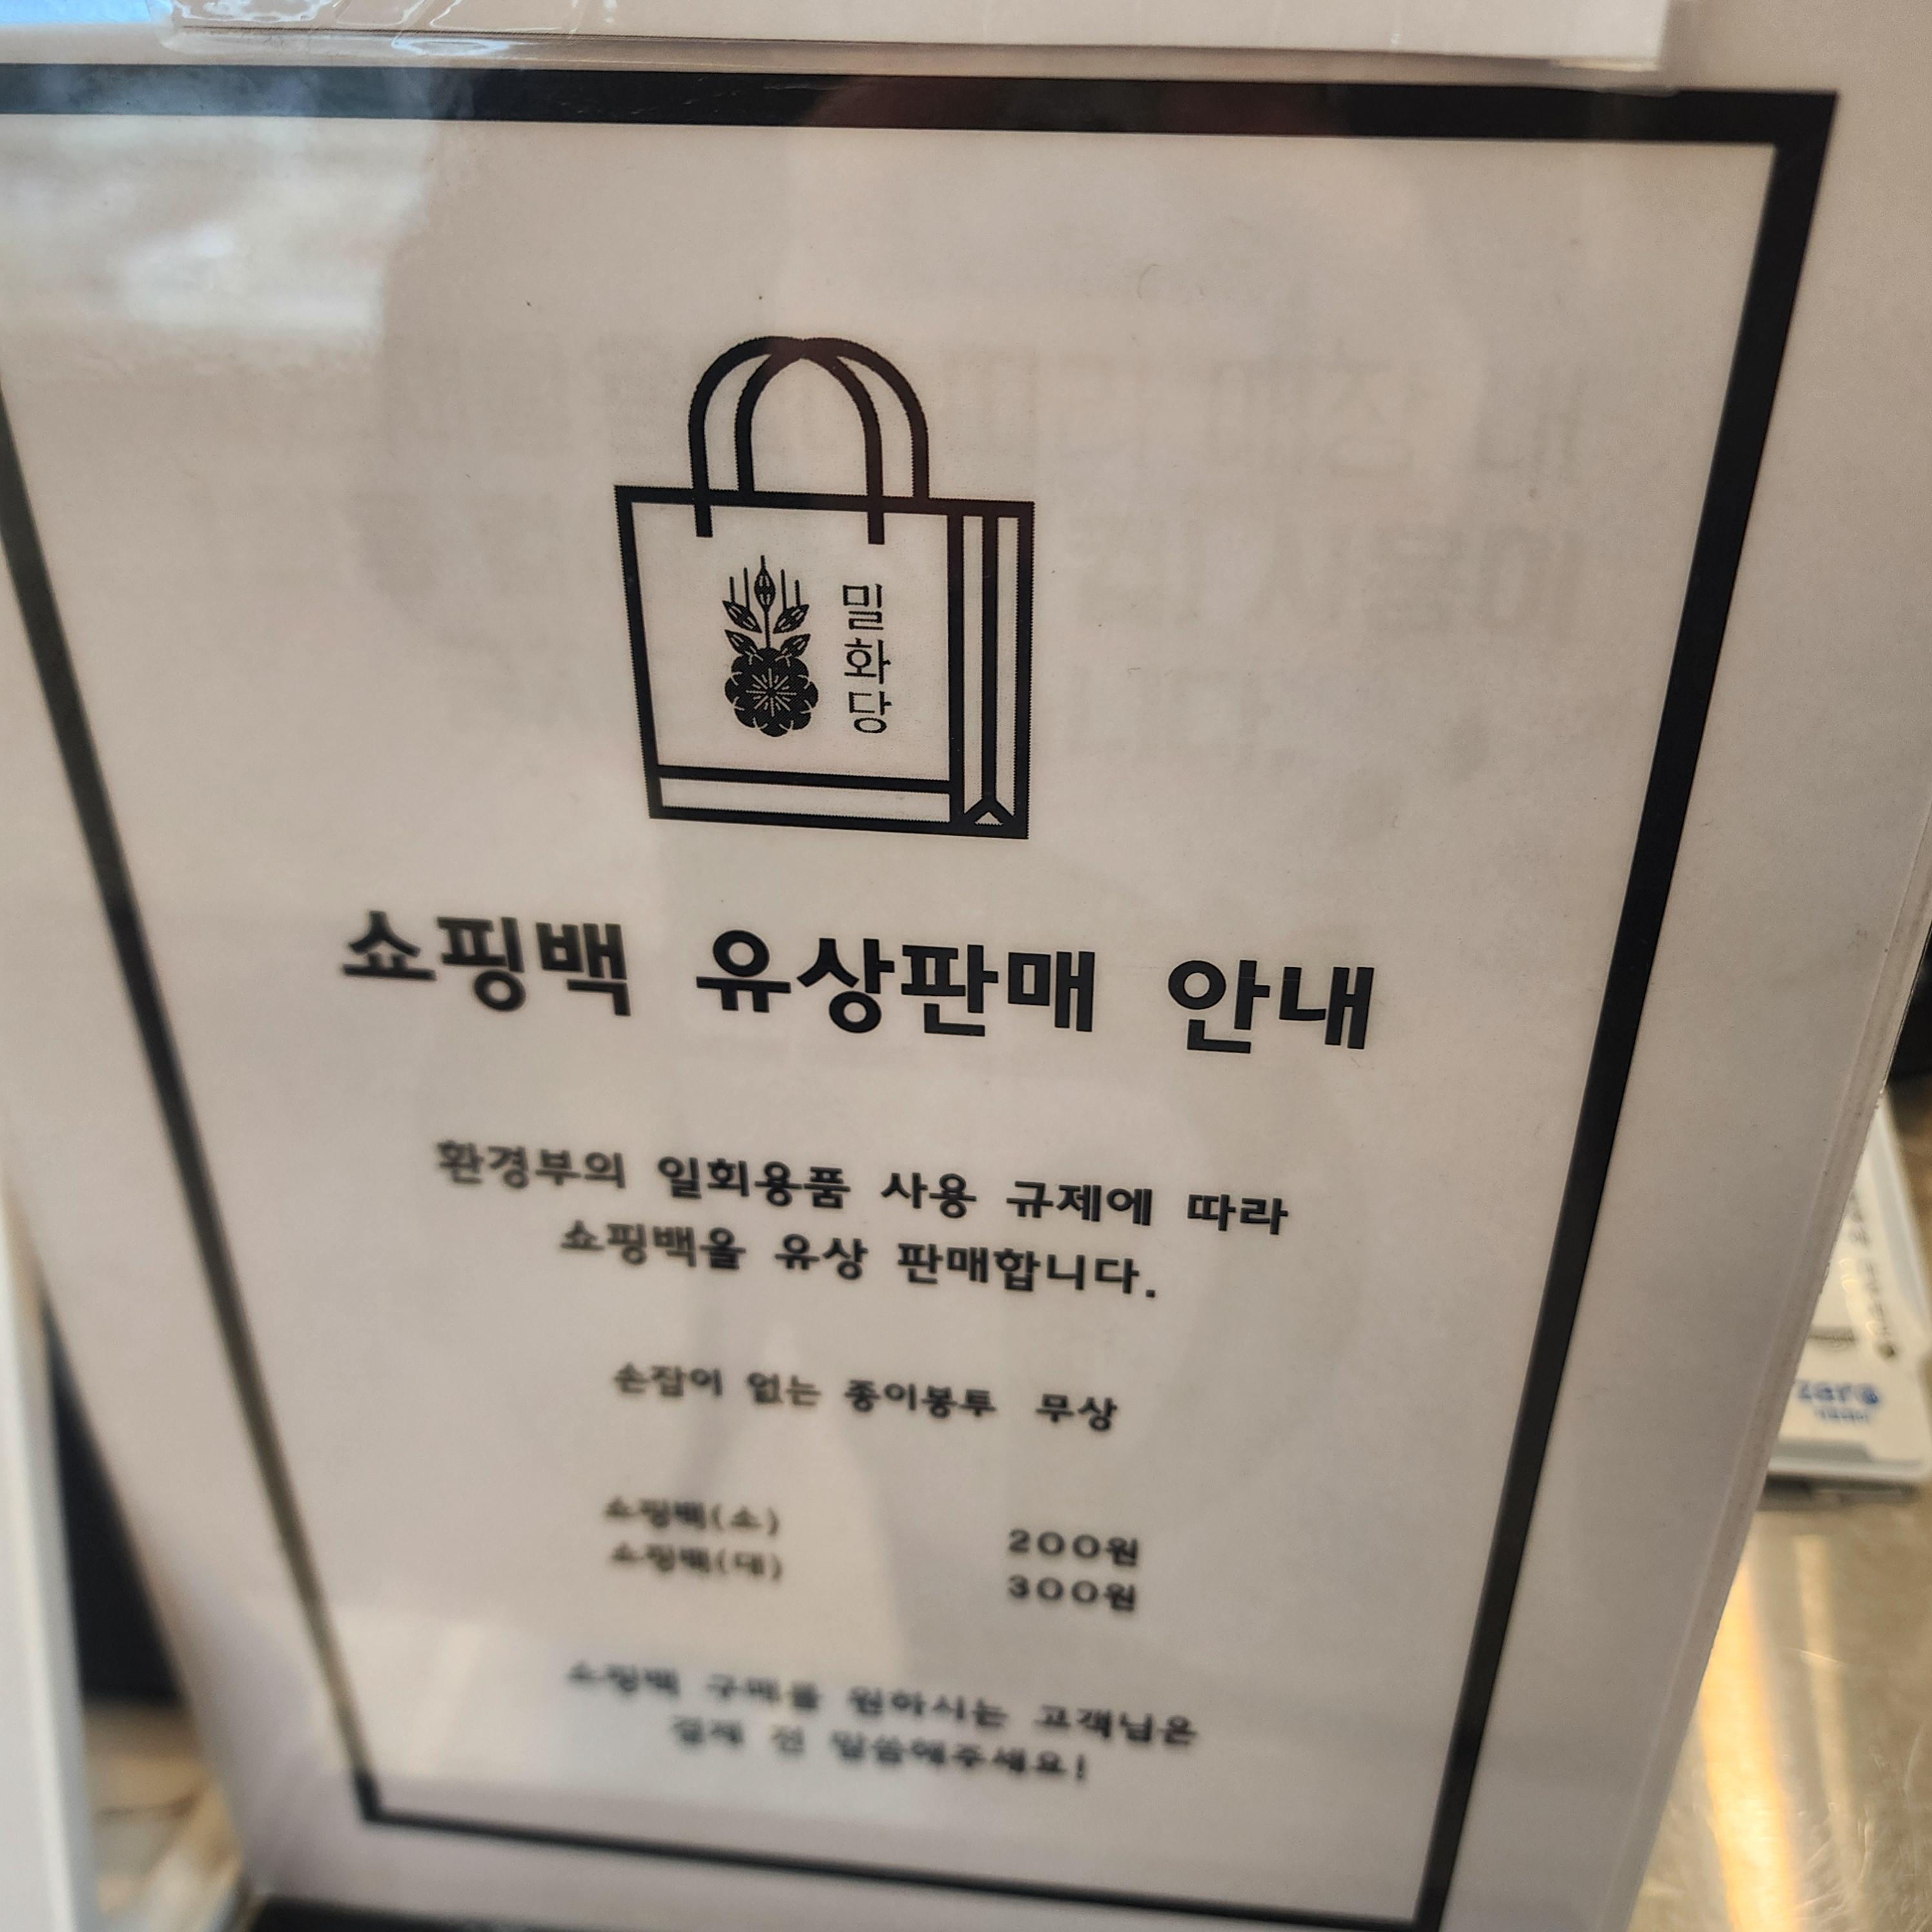 밀화당
쇼핑백 유상판매 안내
환경부의 일회용품 사용 규제에 따라
쇼핑백을 유상 판매합니다.
손잡이 없는 종이봉투 무상
쇼핑백(소) 200원
쇼핑백(대) 300원
쇼핑백 구매를 원하시는 고객님은
결제 전 말씀해주세요!